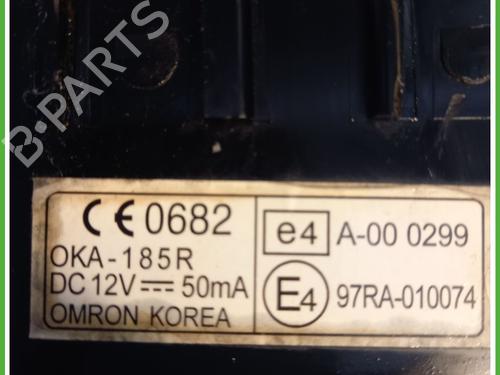 B-PARTS
CE 0682
OKA-185R
DC 12V ⎓ 50mA
OMRON KOREA
e4 A-00 0299
E4 97RA-010074